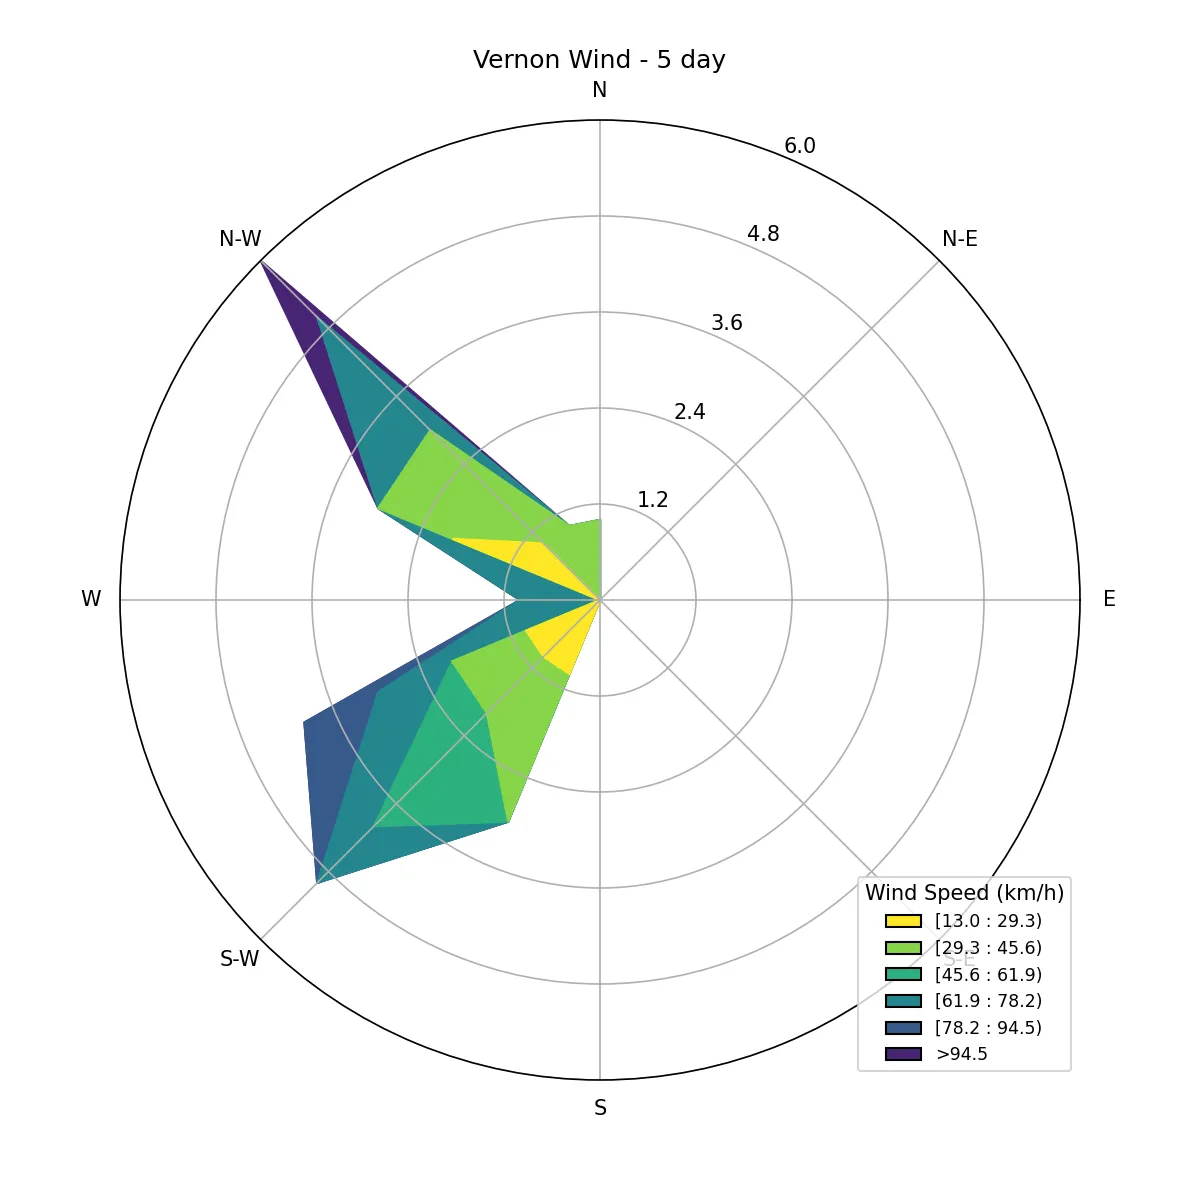 Vernon Wind - 5 day
N
6.0
N-W
N-E
4.8
3.6
2.4
1.2
W
E
Wind Speed (km/h)
[13.0 : 29.3)
[29.3 : 45.6)
S-W
S-E
[45.6 : 61.9)
[61.9 : 78.2)
[78.2 : 94.5)
>94.5
S